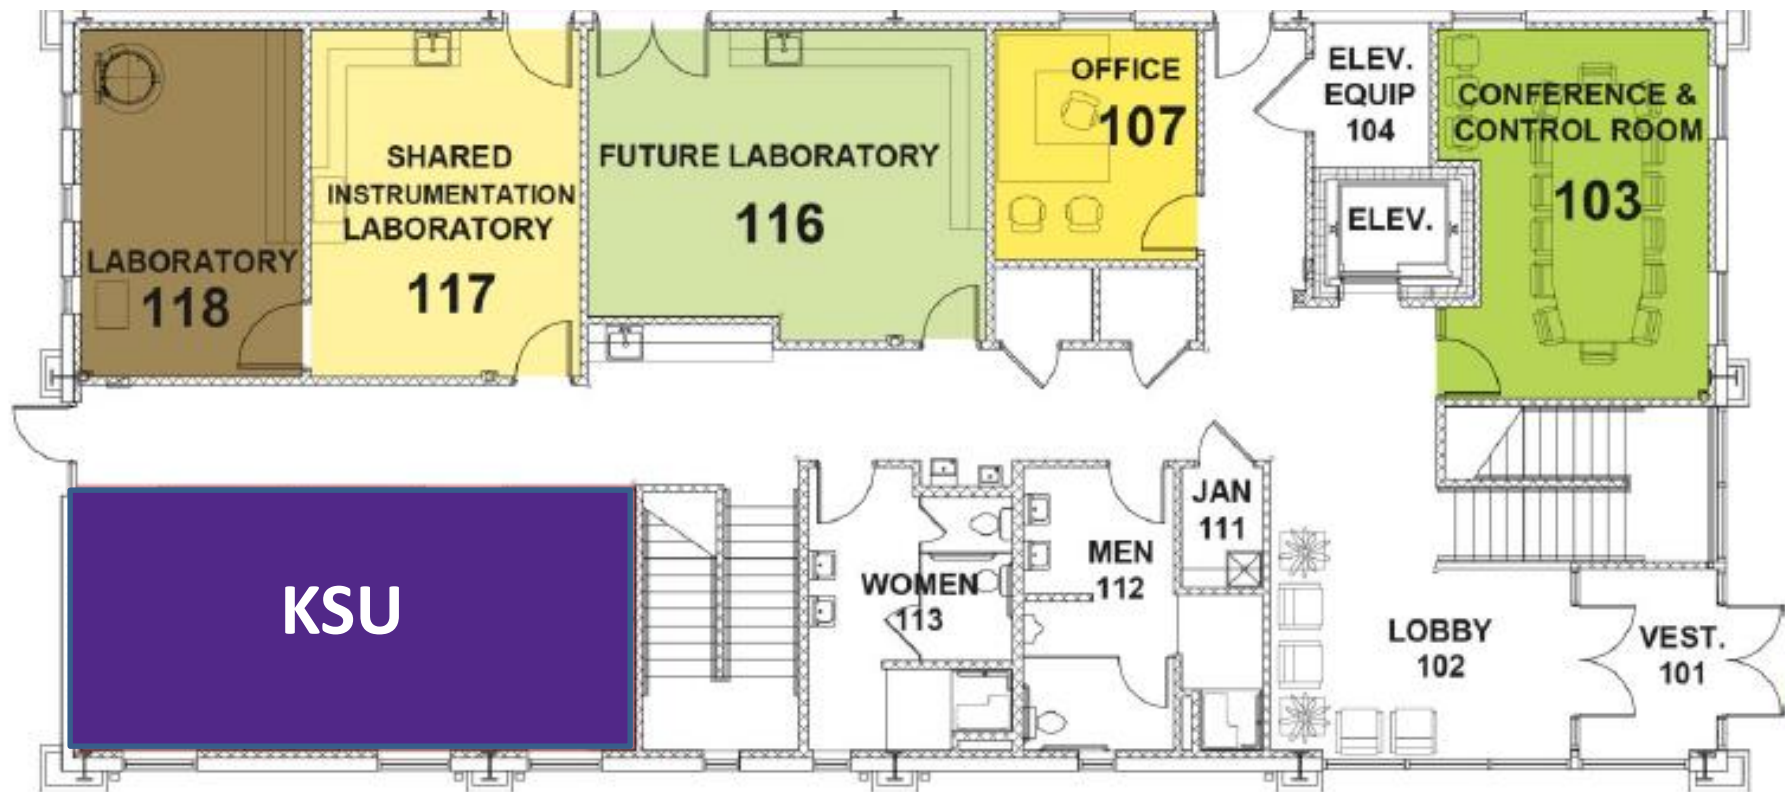 LABORATORY
118
SHARED
INSTRUMENTATION
LABORATORY
117
FUTURE LABORATORY
116
OFFICE
107
ELEV.
EQUIP
104
ELEV.
CONFERENCE &
CONTROL ROOM
103
KSU
WOMEN
113
MEN
112
JAN
111
LOBBY
102
VEST.
101